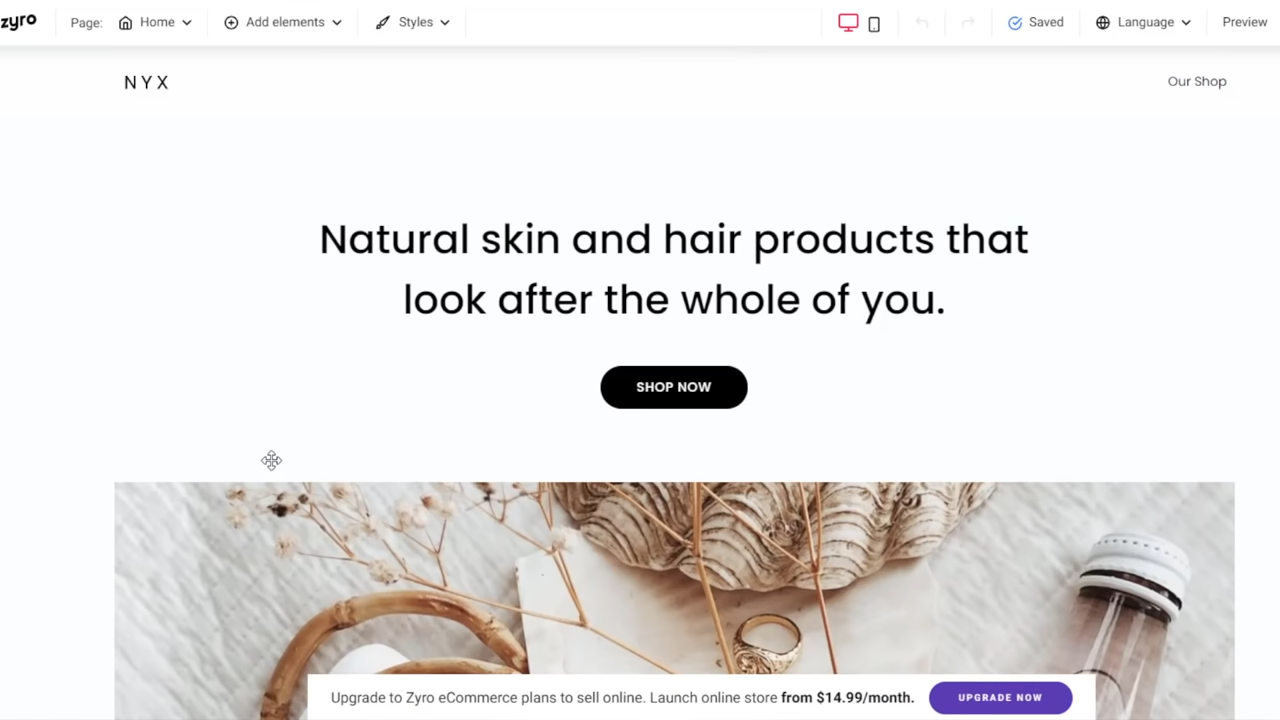 zyro Page: Home Add elements Styles Saved Language Preview
NYX Our Shop
Natural skin and hair products that
look after the whole of you.
SHOP NOW
Upgrade to Zyro eCommerce plans to sell online. Launch online store from $14.99/month. UPGRADE NOW